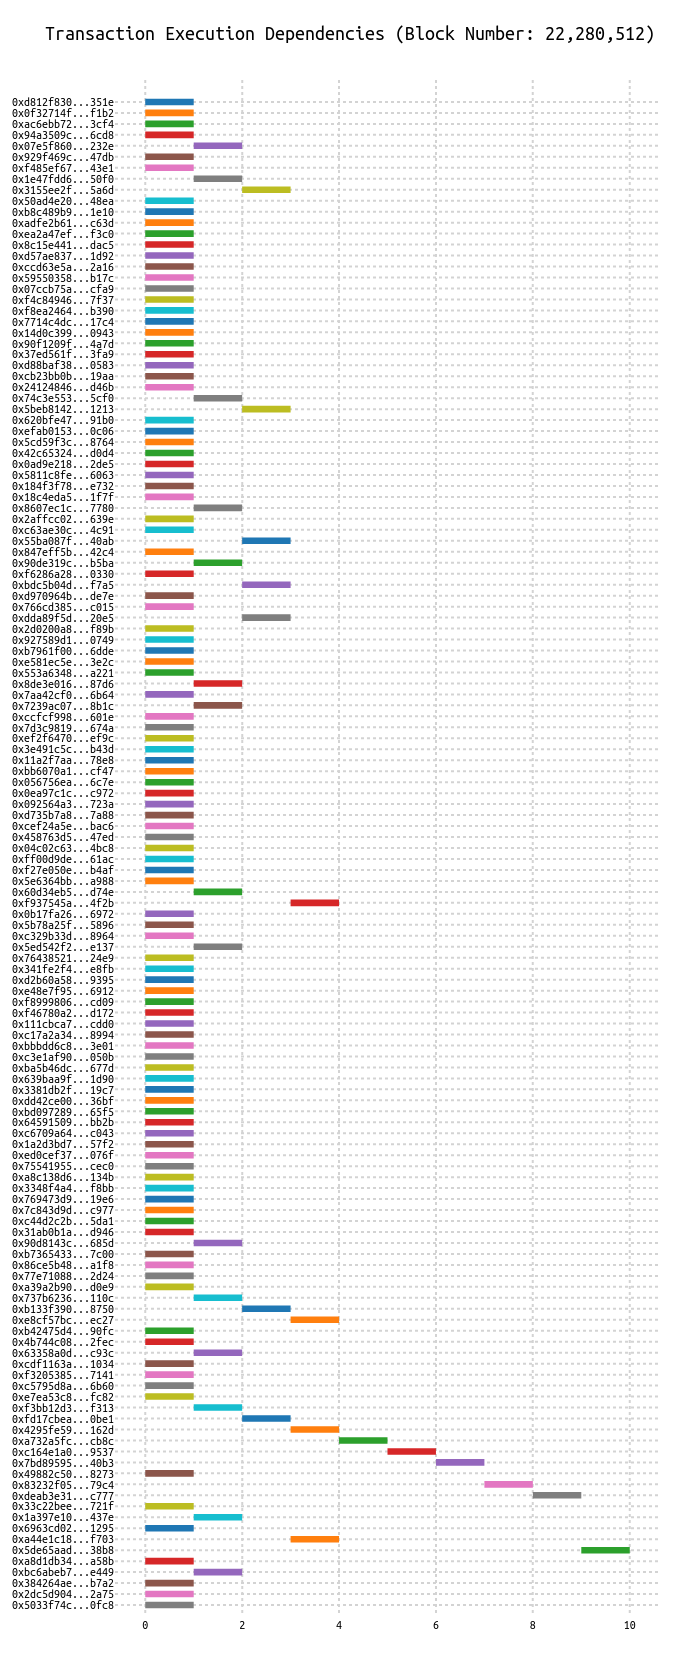 Transaction Execution Dependencies (Block Number: 22,280,512)
0xd812f830...351e
0x0f32714f...f1b2
0xac6ebb72...3cf4
0x94a3509c...6cd8
0x07e5f860...232e
0x929f469c...47db
0xf485ef67...43e1
0x1e47fdd6...50f0
0x3155ee2f...5a6d
0x50ad4e20...48ea
0xb8c489b9...1e10
0xadfe2b61...c63d
0xea2a47ef...f3c0
0x8c15e441...dac5
0xd57ae837...1d92
0xccd63e5a...2a16
0x59550358...b17c
0x07ccb75a...cfa9
0xf4c84946...7f37
0xf8ea2464...b390
0x7714c4dc...17c4
0x14d0c399...0943
0x90f1209f...4a7d
0x37ed561f...3fa9
0xd88baf38...0583
0xcb23bb0b...19aa
0x24124846...d46b
0x74c3e553...5cf0
0x5beb8142...1213
0x620bfe47...91b0
0xefab0153...0c06
0x5cd59f3c...8764
0x42c65324...d0d4
0x0ad9e218...2de5
0x5811c8fe...6063
0x184f3f78...e732
0x18c4eda5...1f7f
0x8607ec1c...7780
0x2affcc02...639e
0xc63ae30c...4c91
0x55ba087f...40ab
0x847eff5b...42c4
0x90de319c...b5ba
0xf6286a28...0330
0xbdc5b04d...f7a5
0xd970964b...de7e
0x766cd385...c015
0xdda89f5d...20e5
0x2d0200a8...f89b
0x927589d1...0749
0xb7961f00...6dde
0xe581ec5e...3e2c
0x553a6348...a221
0x8de3e016...87d6
0x7aa42cf0...6b64
0x7239ac07...8b1c
0xccfcf998...601e
0x7d3c9819...674a
0xef2f6470...ef9c
0x3e491c5c...b43d
0x11a2f7aa...78e8
0xbb6070a1...cf47
0x056756ea...6c7e
0x0ea97c1c...c972
0x092564a3...723a
0xd735b7a8...7a88
0xcef24a5e...bac6
0x458763d5...47ed
0x04c02c63...4bc8
0xff00d9de...61ac
0xf27e050e...b4af
0x5e6364bb...a988
0x60d34eb5...d74e
0xf937545a...4f2b
0x0b17fa26...6972
0x5b78a25f...5896
0xc329b33d...8964
0x5ed542f2...e137
0x76438521...24e9
0x341fe2f4...e8fb
0xd2b60a58...9395
0xe48e7f95...6912
0xf8999806...cd09
0xf46780a2...d172
0x111cbca7...cdd0
0xc17a2a34...8994
0xbbbdd6c8...3e01
0xc3e1af90...050b
0xba5b46dc...677d
0x639baa9f...1d90
0x3381db2f...19c7
0xdd42ce00...36bf
0xbd097289...65f5
0x64591509...bb2b
0xc6709a64...c043
0x1a2d3bd7...57f2
0xed0cef37...076f
0x75541955...cec0
0xa8c138d6...134b
0x3348f4a4...f8bb
0x769473d9...19e6
0x7c843d9d...c977
0xc44d2c2b...5da1
0x31ab0b1a...d946
0x90d8143c...685d
0xb7365433...7c00
0x86ce5b48...a1f8
0x77e71088...2d24
0xa39a2b90...d0e9
0x737b6236...110c
0xb133f390...8750
0xe8cf57bc...ec27
0xb42475d4...90fc
0x4b744c08...2fec
0x63358a0d...c93c
0xcdf1163a...1034
0xf3205385...7141
0xc5795d8a...6b60
0xe7ea53c8...fc82
0xf3bb12d3...f313
0xfd17cbea...0be1
0x4295fe59...162d
0xa732a5fc...cb8c
0xc164e1a0...9537
0x7bd89595...40b3
0x49882c50...8273
0x83232f05...79c4
0xdeab3e31...c777
0x33c22bee...721f
0x1a397e10...437e
0x6963cd02...1295
0xa44e1c18...f703
0x5de65aad...38b8
0xa8d1db34...a58b
0xbc6abeb7...e449
0x384264ae...b7a2
0x2dc5d904...2a75
0x5033f74c...0fc8
0 2 4 6 8 10